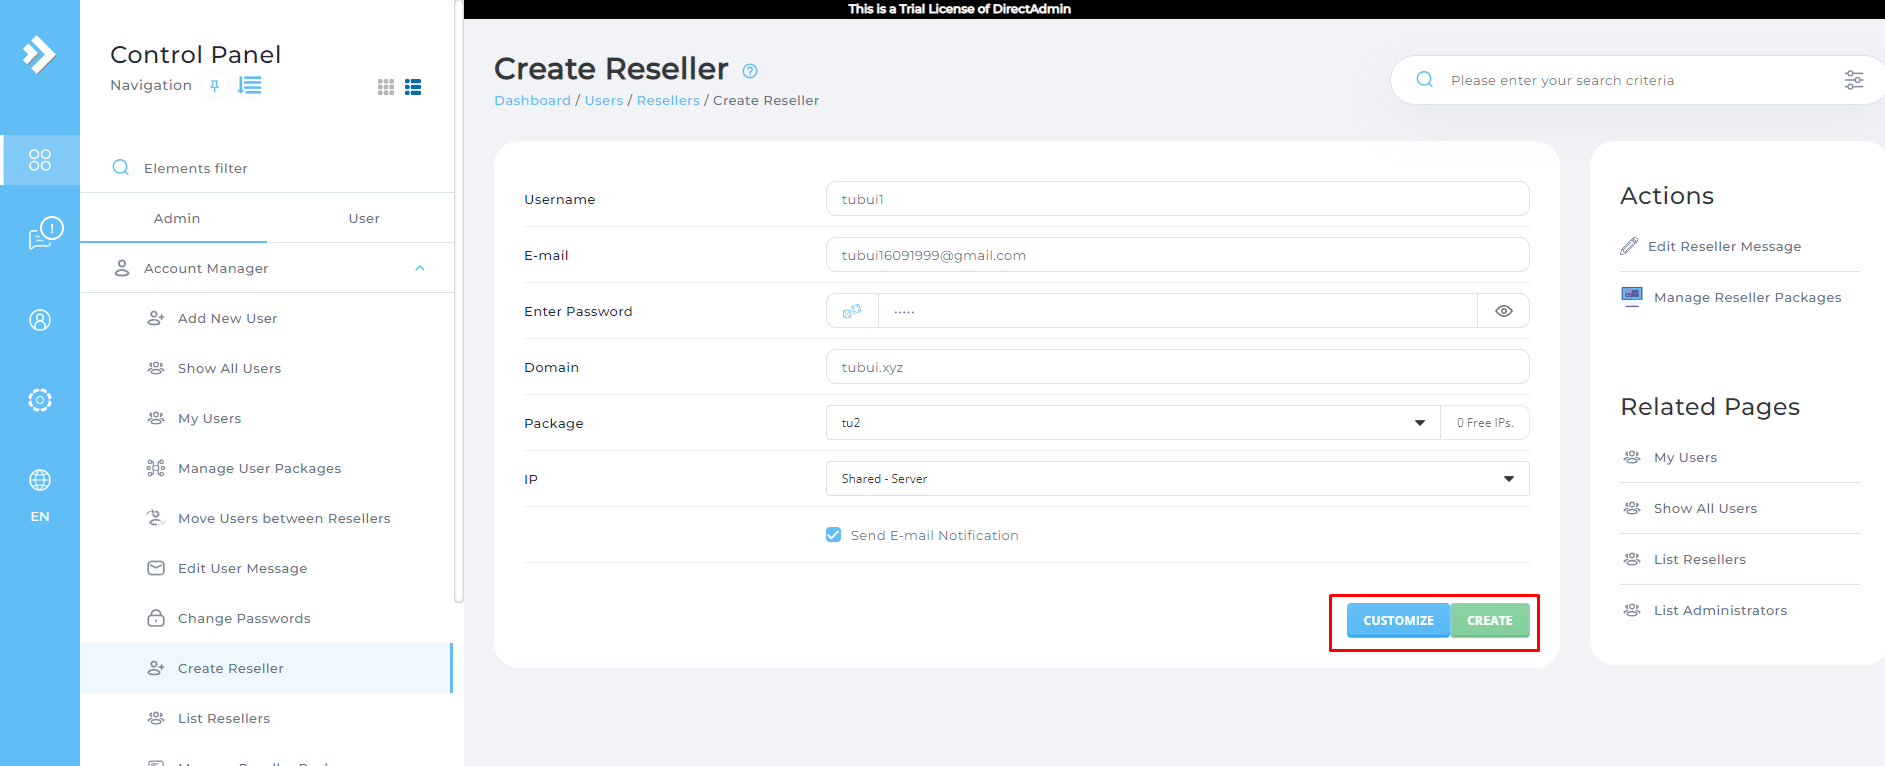 This is a Trial License of DirectAdmin
Control Panel
Navigation
Elements filter
Admin User
Account Manager
Add New User
Show All Users
My Users
Manage User Packages
Move Users between Resellers
Edit User Message
Change Passwords
Create Reseller
List Resellers
EN
Create Reseller
Dashboard / Users / Resellers / Create Reseller
Please enter your search criteria
Username tubui1
E-mail tubui16091999@gmail.com
Enter Password •••••
Domain tubui.xyz
Package tu2 0 Free IPs.
IP Shared - Server
Send E-mail Notification
CUSTOMIZE CREATE
Actions
Edit Reseller Message
Manage Reseller Packages
Related Pages
My Users
Show All Users
List Resellers
List Administrators